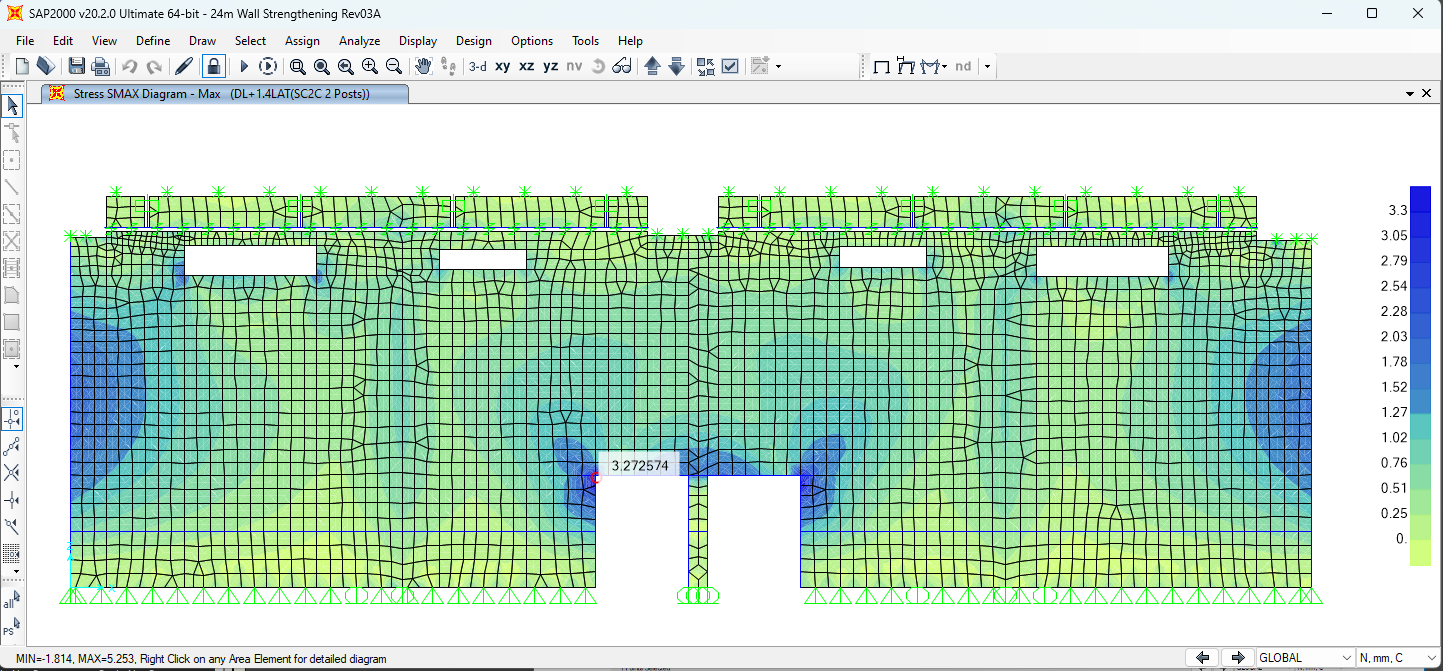 SAP2000 v20.2.0 Ultimate 64-bit - 24m Wall Strengthening Rev03A
File Edit View Define Draw Select Assign Analyze Display Design Options Tools Help
3-d xy xz yz nv nd
Stress SMAX Diagram - Max (DL+1.4LAT(SC2C 2 Posts))
3.3
3.05
2.79
2.54
2.28
2.03
1.78
1.52
1.27
1.02
0.76
0.51
0.25
0.
3.272574
Z
X
all
PS
MIN=-1.814, MAX=5.253, Right Click on any Area Element for detailed diagram
GLOBAL
N, mm, C